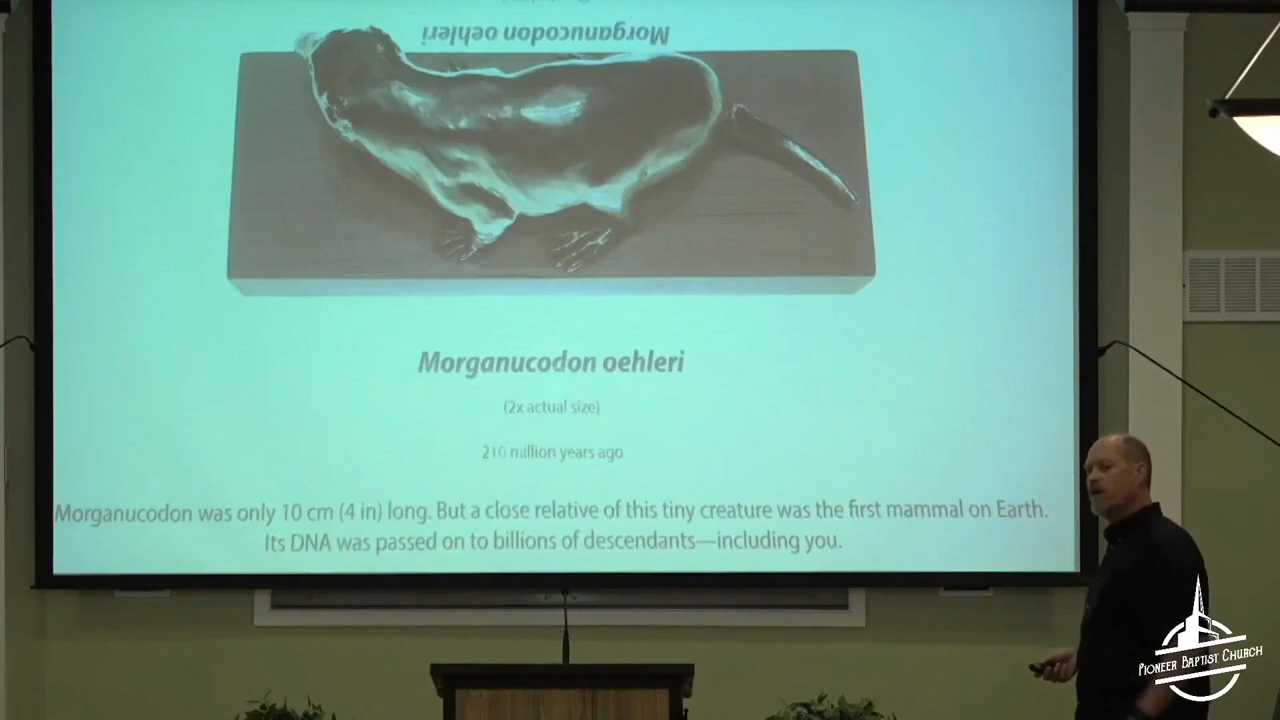 Morganucodon oehleri
Morganucodon oehleri
(2x actual size)
210 million years ago
Morganucodon was only 10 cm (4 in) long. But a close relative of this tiny creature was the first mammal on Earth.
Its DNA was passed on to billions of descendants—including you.
PIONEER BAPTIST CHURCH